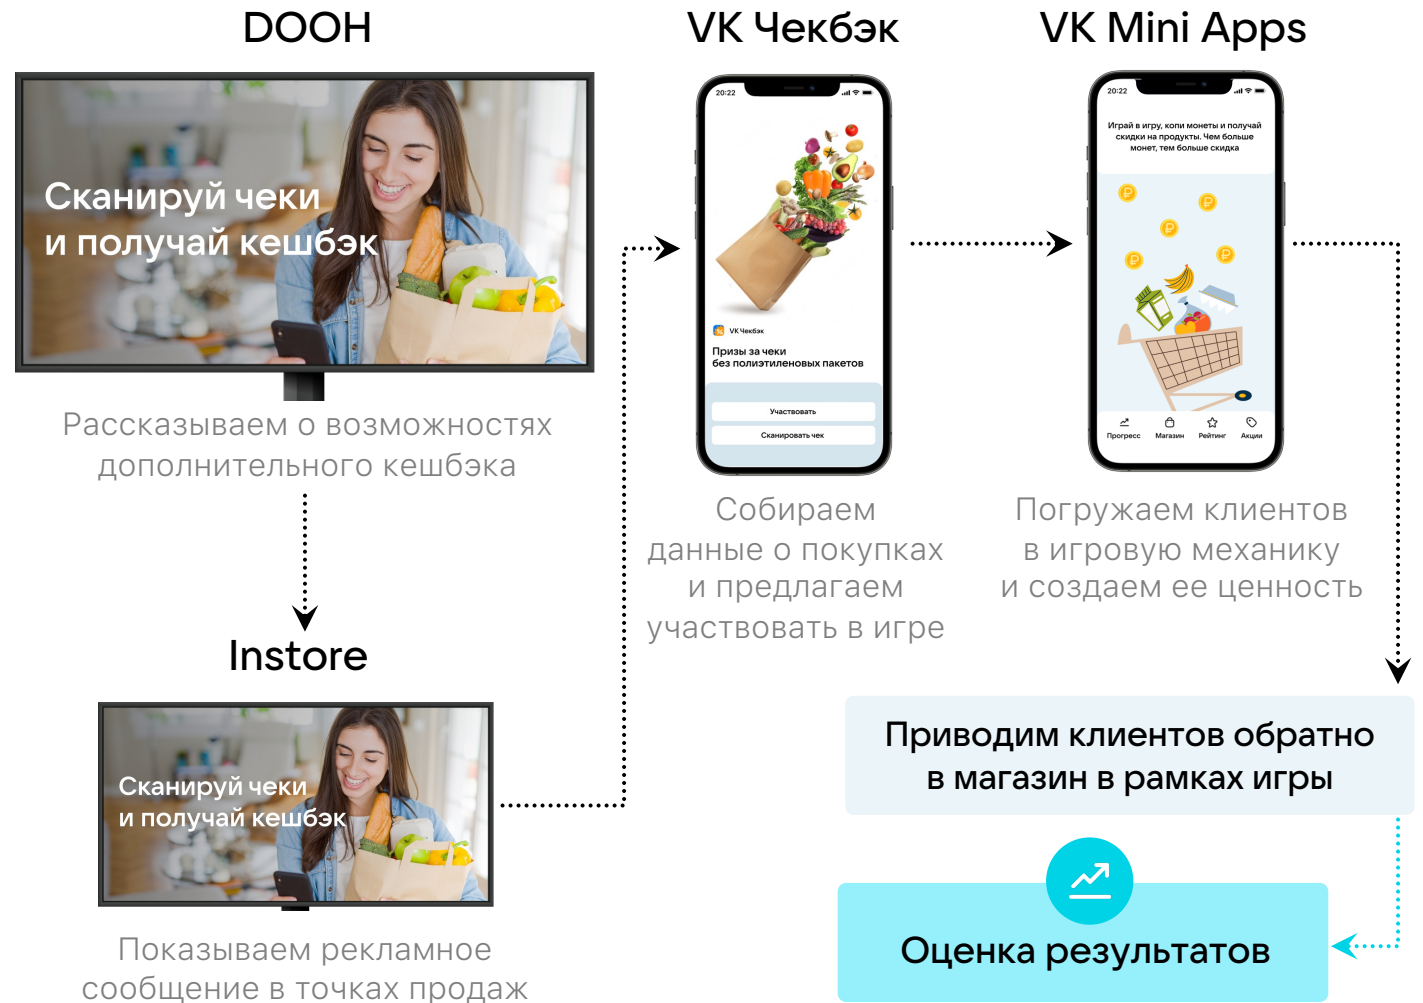 DOOH
Сканируй чеки
и получай кешбэк
Рассказываем о возможностях
дополнительного кешбэка
Instore
Сканируй чеки
и получай кешбэк
Показываем рекламное
сообщение в точках продаж
VK Чекбэк
20:22
VK Чекбэк
Призы за чеки
без полиэтиленовых пакетов
Участвовать
Сканировать чек
Собираем
данные о покупках
и предлагаем
участвовать в игре
VK Mini Apps
20:22
Играй в игру, копи монеты и получай
скидки на продукты. Чем больше
монет, тем больше скидка
Прогресс Магазин Рейтинг Акции
Погружаем клиентов
в игровую механику
и создаем ее ценность
Приводим клиентов обратно
в магазин в рамках игры
Оценка результатов